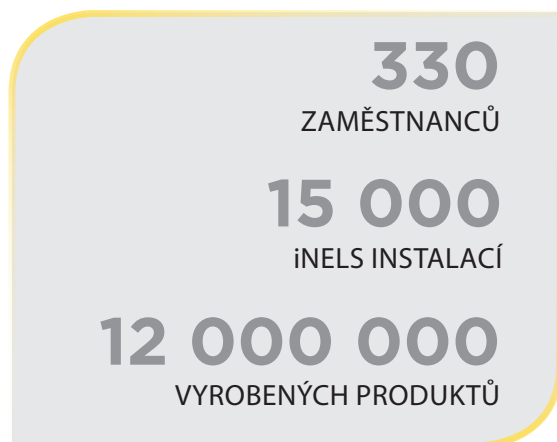 330
ZAMĚSTNANCŮ
15 000
iNELS INSTALACÍ
12 000 000
VYROBENÝCH PRODUKTŮ